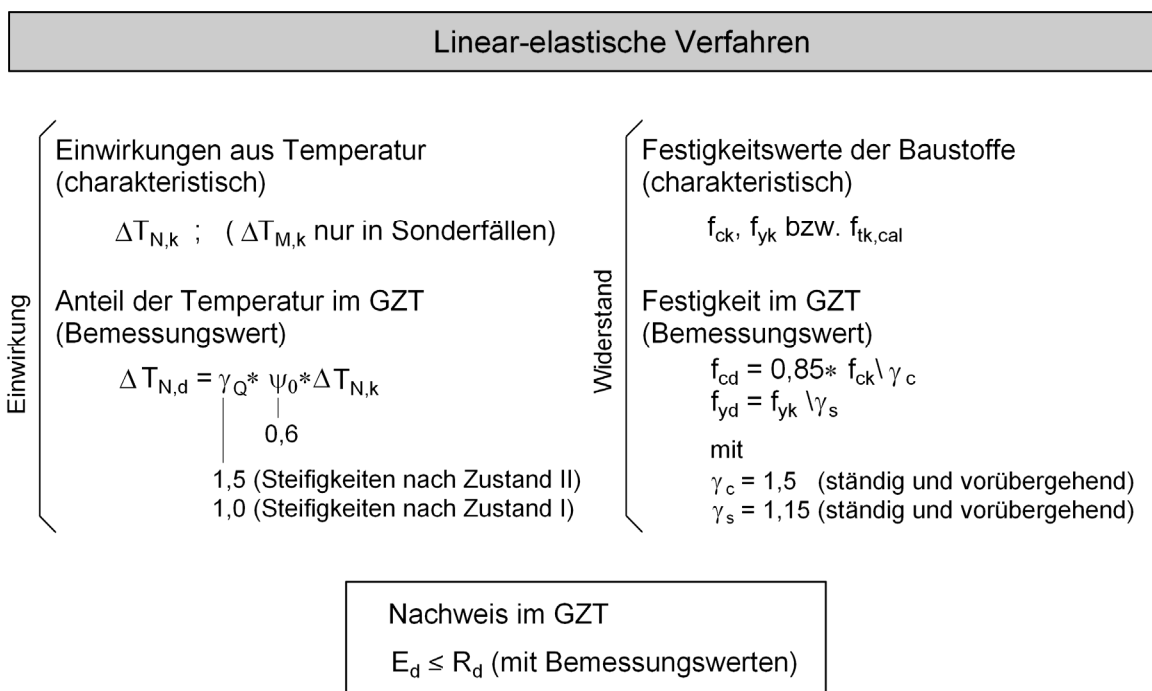 Linear-elastische Verfahren
Einwirkung
Einwirkungen aus Temperatur
(charakteristisch)
ΔT_N,k ; ( ΔT_M,k nur in Sonderfällen)
Anteil der Temperatur im GZT
(Bemessungswert)
Δ T_N,d = γ_Q* ψ_0*ΔT_N,k
0,6
1,5 (Steifigkeiten nach Zustand II)
1,0 (Steifigkeiten nach Zustand I)
Widerstand
Festigkeitswerte der Baustoffe
(charakteristisch)
f_ck, f_yk bzw. f_tk,cal
Festigkeit im GZT
(Bemessungswert)
f_cd = 0,85* f_ck\ γ_c
f_yd = f_yk \γ_s
mit
γ_c = 1,5 (ständig und vorübergehend)
γ_s = 1,15 (ständig und vorübergehend)
Nachweis im GZT
E_d ≤ R_d (mit Bemessungswerten)